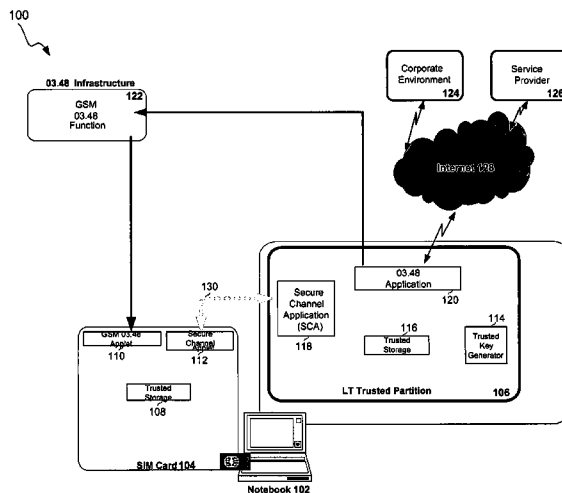 100
03.48 Infrastructure
122
GSM
03.48
Function
Corporate
Environment
124
Service
Provider
126
Internet 128
130
Secure
Channel
Application
(SCA)
118
03.48
Application
120
116
Trusted
Storage
114
Trusted
Key
Generator
LT Trusted Partition
106
GSM 03.48
Applet
110
Secure
Channel
Applet
112
Trusted
Storage
108
SIM Card 104
Notebook 102